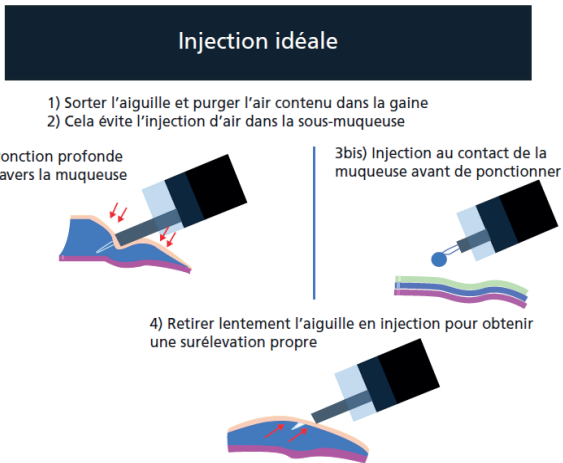 Injection idéale
1) Sorter l'aiguille et purger l'air contenu dans la gaine
2) Cela évite l'injection d'air dans la sous-muqueuse
onction profonde
ravers la muqueuse
3bis) Injection au contact de la
muqueuse avant de ponctionner
4) Retirer lentement l'aiguille en injection pour obtenir
une surélevation propre